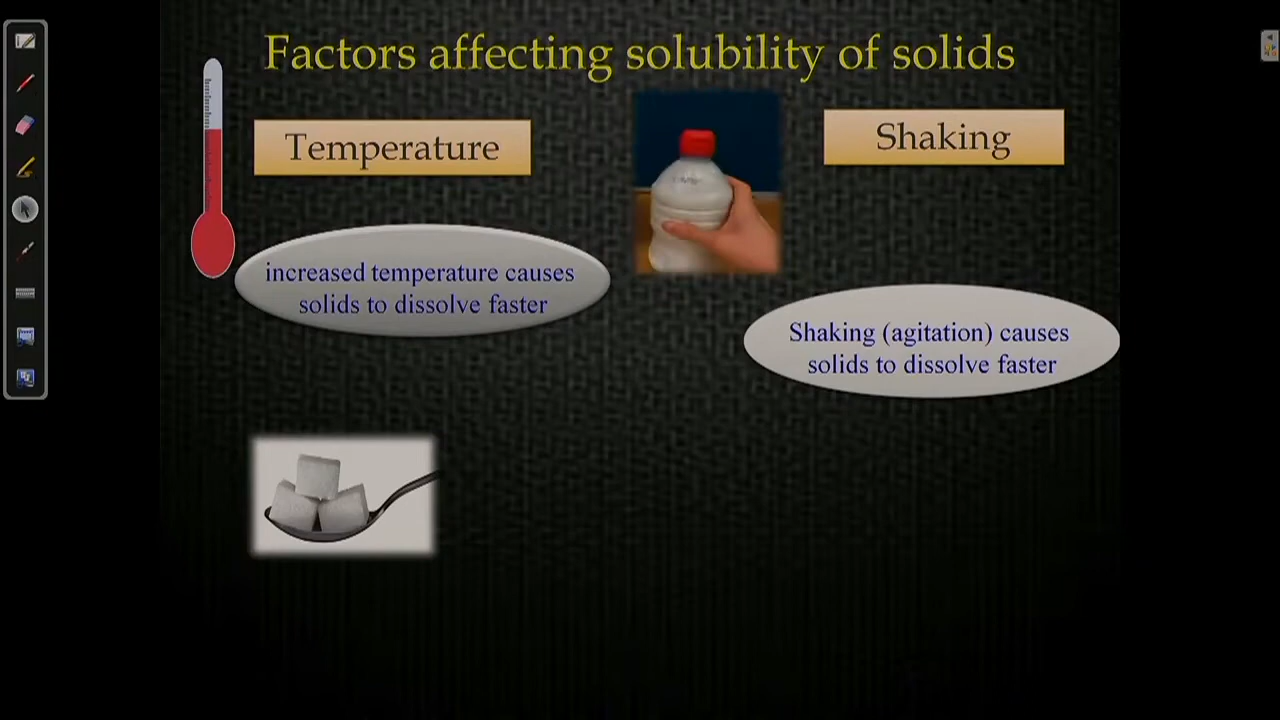 Factors affecting solubility of solids
Temperature
Shaking
increased temperature causes
solids to dissolve faster
Shaking (agitation) causes
solids to dissolve faster